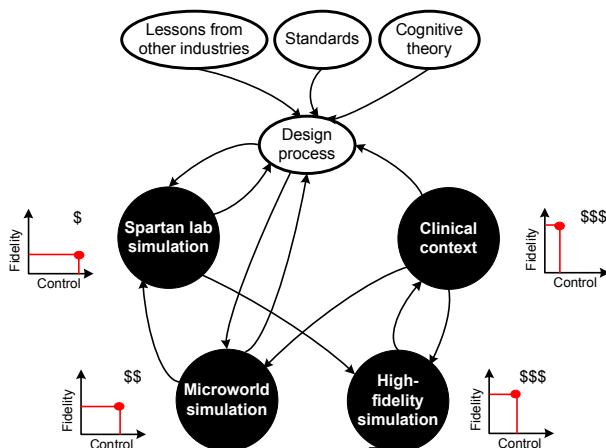 Lessons from
other industries
Standards
Cognitive
theory
Design
process
$
Fidelity
Control
Spartan lab
simulation
Clinical
context
$$$
Fidelity
Control
$$
Fidelity
Control
Microworld
simulation
High-
fidelity
simulation
$$$
Fidelity
Control